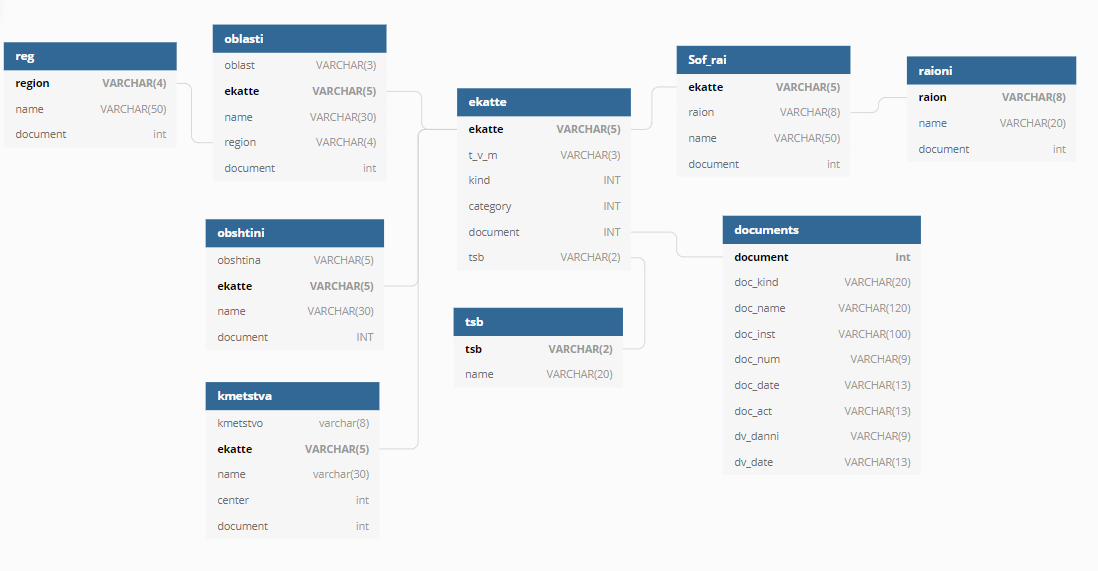 reg
region VARCHAR(4)
name VARCHAR(50)
document int
oblasti
oblast VARCHAR(3)
ekatte VARCHAR(5)
name VARCHAR(30)
region VARCHAR(4)
document int
obshtini
obshtina VARCHAR(5)
ekatte VARCHAR(5)
name VARCHAR(30)
document INT
kmetstva
kmetstvo varchar(8)
ekatte VARCHAR(5)
name varchar(30)
center int
document int
ekatte
ekatte VARCHAR(5)
t_v_m VARCHAR(3)
kind INT
category INT
document INT
tsb VARCHAR(2)
tsb
tsb VARCHAR(2)
name VARCHAR(20)
Sof_rai
ekatte VARCHAR(5)
raion VARCHAR(8)
name VARCHAR(50)
document int
raioni
raion VARCHAR(8)
name VARCHAR(20)
document int
documents
document int
doc_kind VARCHAR(20)
doc_name VARCHAR(120)
doc_inst VARCHAR(100)
doc_num VARCHAR(9)
doc_date VARCHAR(13)
doc_act VARCHAR(13)
dv_danni VARCHAR(9)
dv_date VARCHAR(13)